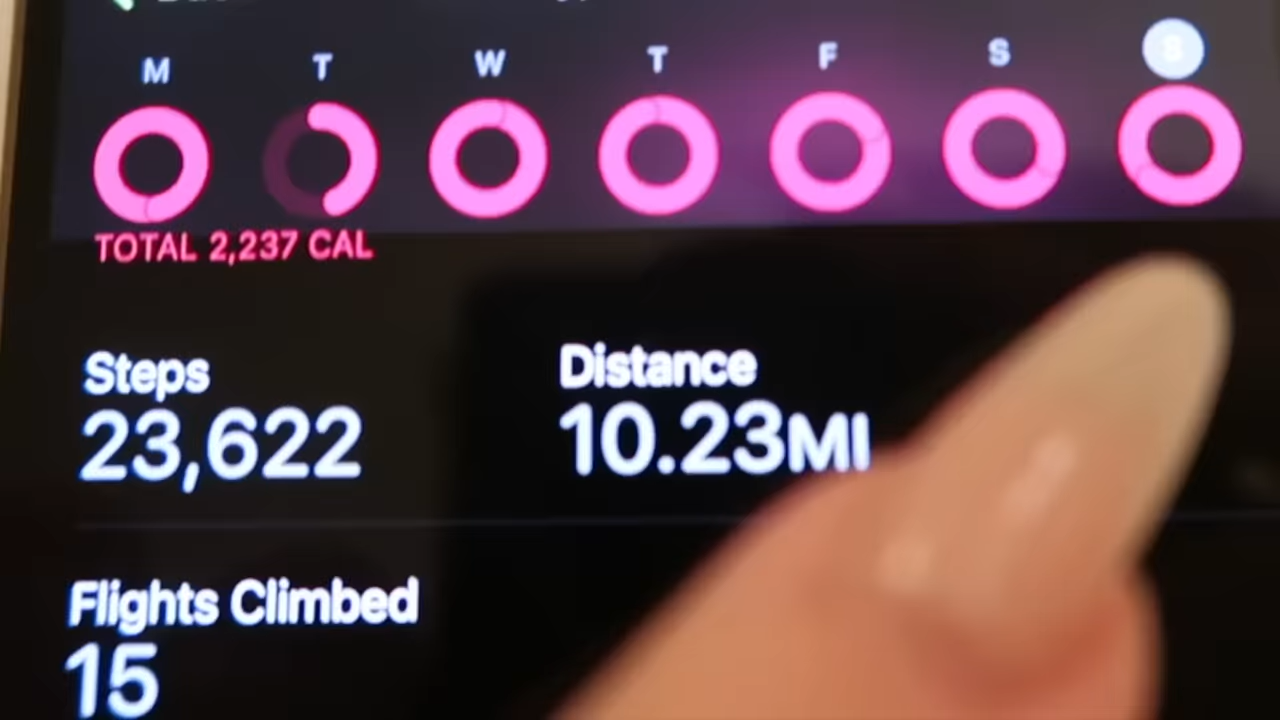 M T W T F S S
TOTAL 2,237 CAL
Steps
Distance
23,622
10.23MI
Flights Climbed
15